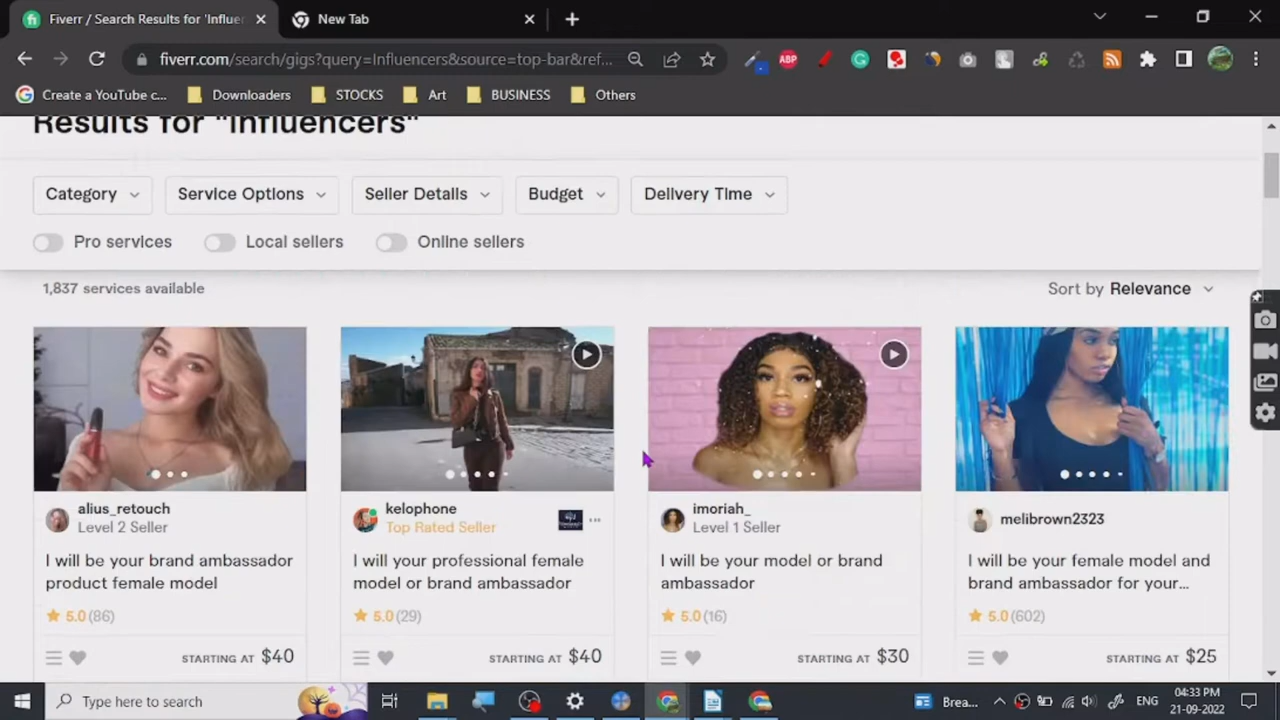 Fiverr / Search Results for 'Influer
New Tab
fiverr.com/search/gigs?query=Influencers&source=top-bar&ref...
ABP
Create a YouTube c...
Downloaders
STOCKS
Art
BUSINESS
Others
Results for "Influencers"
Category
Service Options
Seller Details
Budget
Delivery Time
Pro services
Local sellers
Online sellers
1,837 services available
Sort by Relevance
alius_retouch
Level 2 Seller
I will be your brand ambassador
product female model
5.0 (86)
STARTING AT $40
kelophone
Top Rated Seller
I will your professional female
model or brand ambassador
5.0 (29)
STARTING AT $40
imoriah_
Level 1 Seller
I will be your model or brand
ambassador
5.0 (16)
STARTING AT $30
melibrown2323
I will be your female model and
brand ambassador for your...
5.0 (602)
STARTING AT $25
Type here to search
Brea...
ENG
04:33 PM
21-09-2022